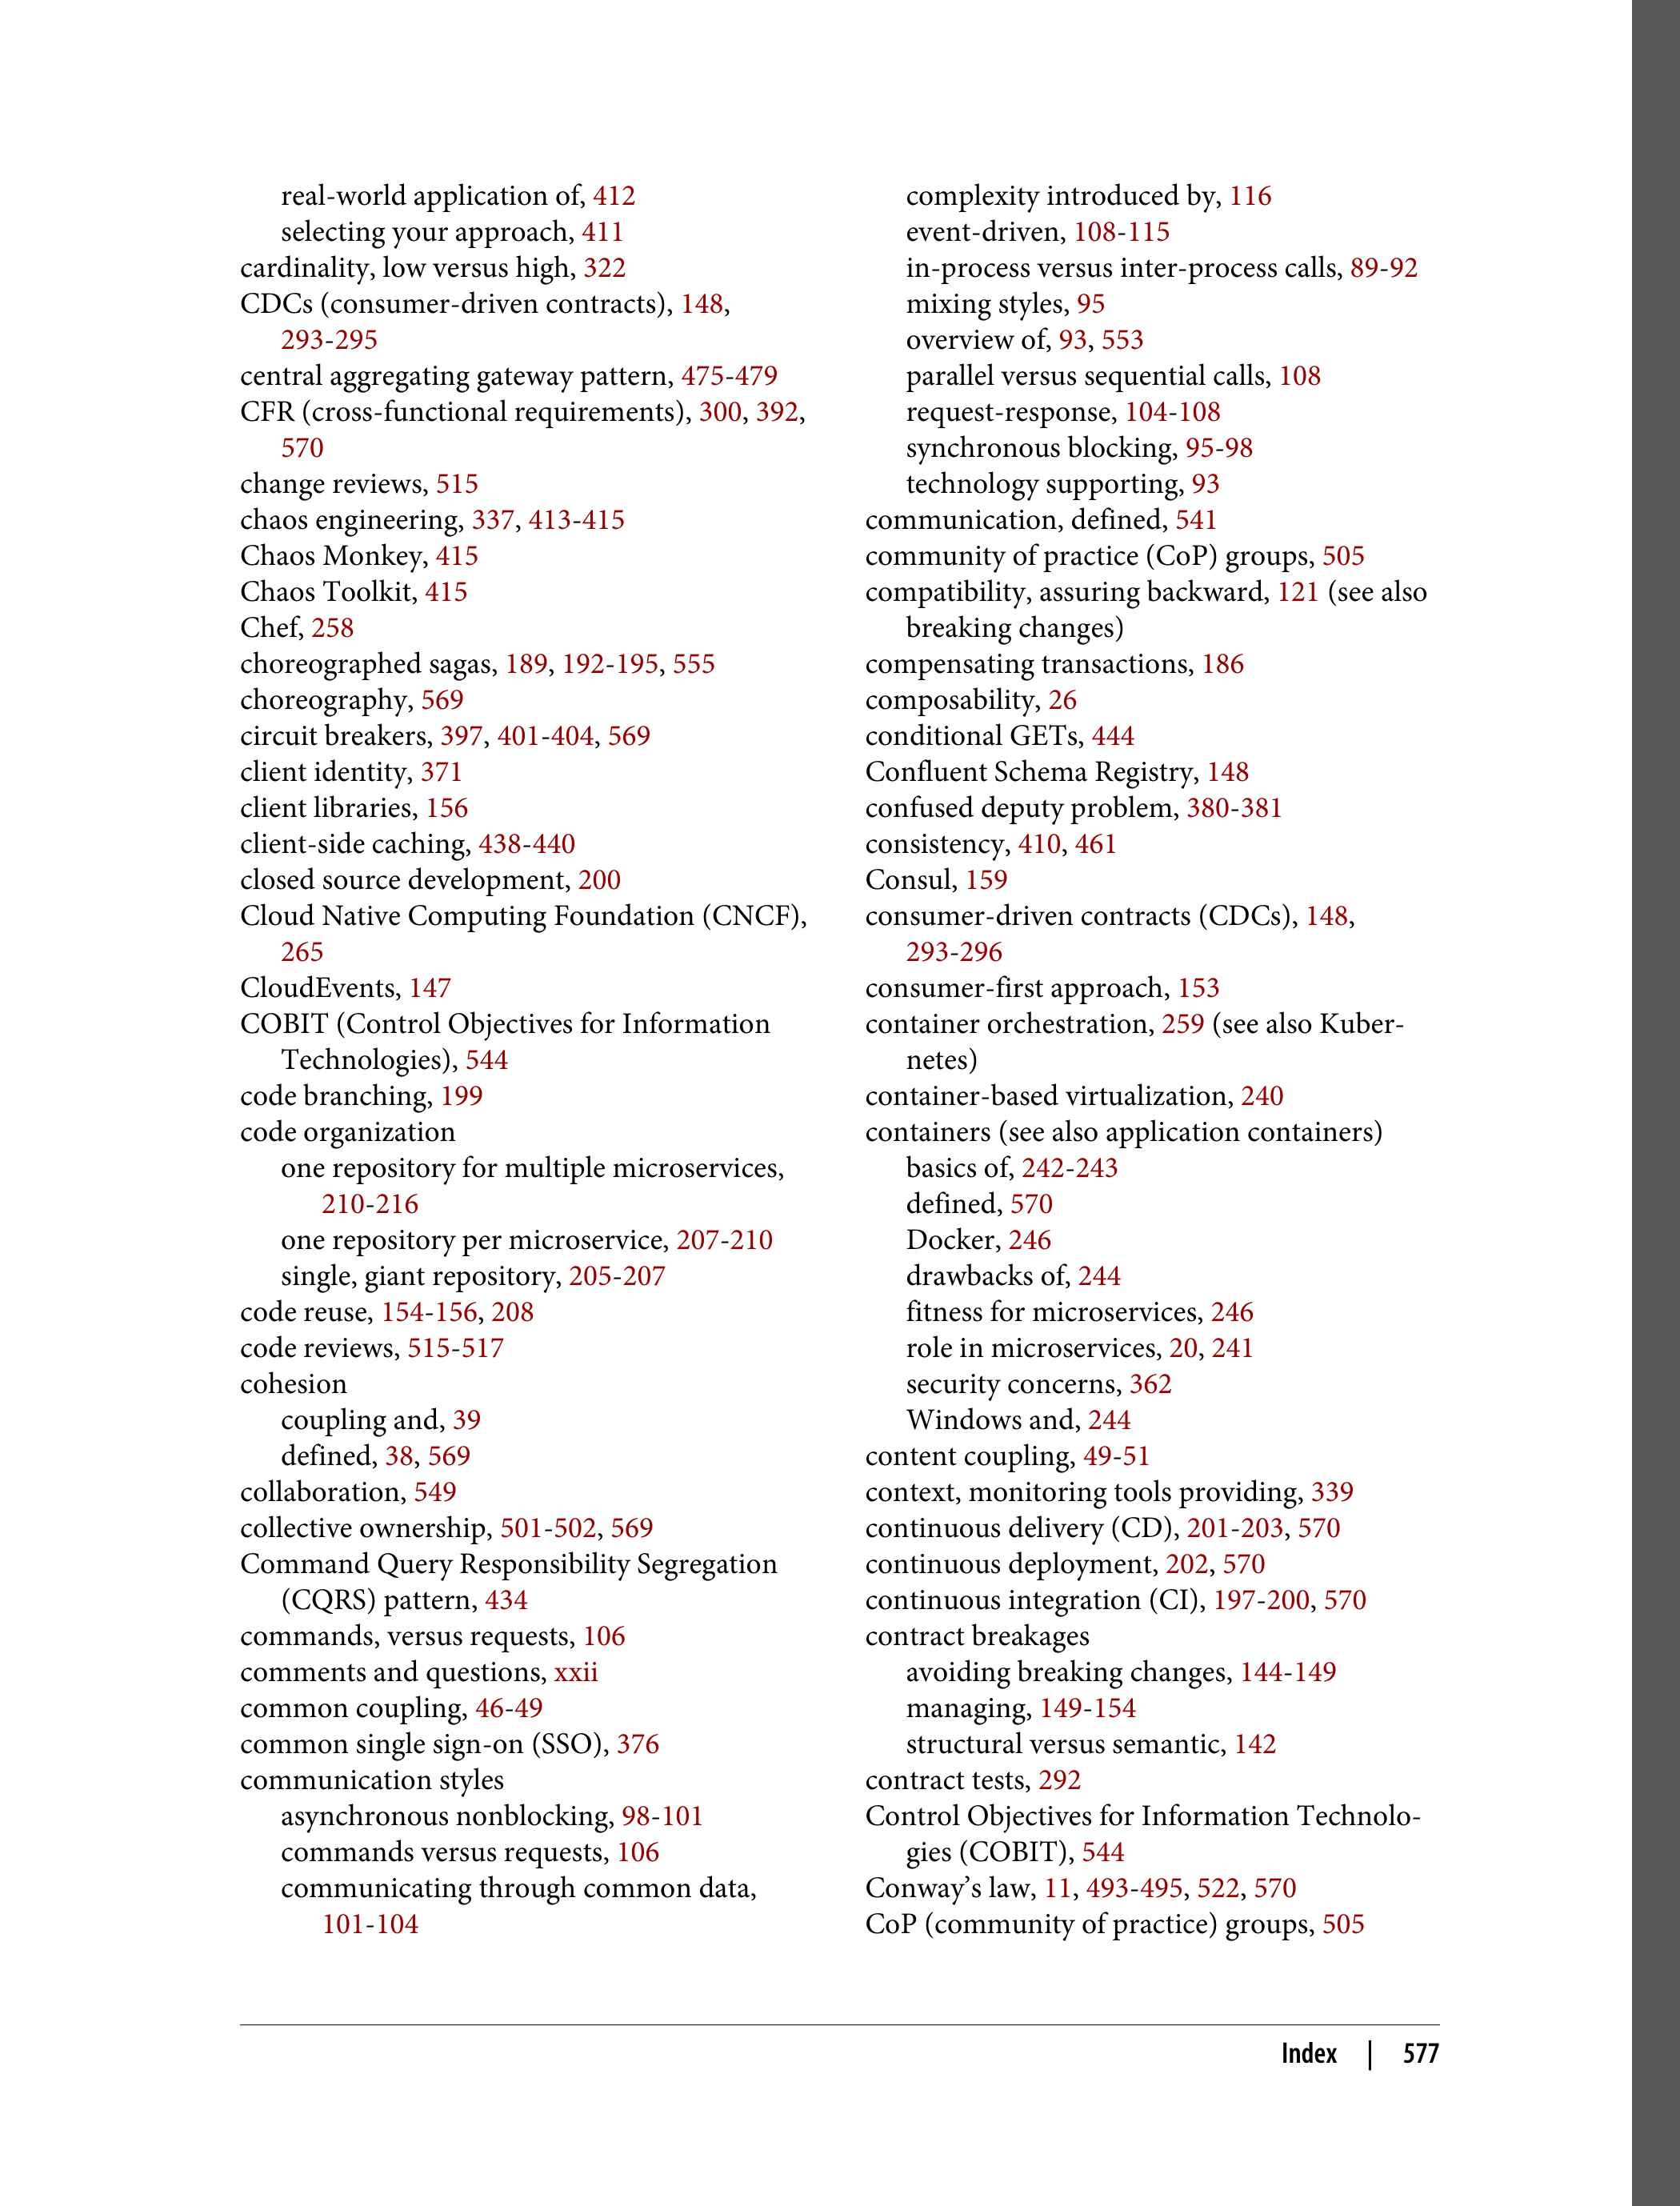 real-world application of, 412
selecting your approach, 411
cardinality, low versus high, 322
CDCs (consumer-driven contracts), 148,
293-295
central aggregating gateway pattern, 475-479
CFR (cross-functional requirements), 300, 392,
570
change reviews, 515
chaos engineering, 337, 413-415
Chaos Monkey, 415
Chaos Toolkit, 415
Chef, 258
choreographed sagas, 189, 192-195, 555
choreography, 569
circuit breakers, 397, 401-404, 569
client identity, 371
client libraries, 156
client-side caching, 438-440
closed source development, 200
Cloud Native Computing Foundation (CNCF),
265
CloudEvents, 147
COBIT (Control Objectives for Information
Technologies), 544
code branching, 199
code organization
one repository for multiple microservices,
210-216
one repository per microservice, 207-210
single, giant repository, 205-207
code reuse, 154-156, 208
code reviews, 515-517
cohesion
coupling and, 39
defined, 38, 569
collaboration, 549
collective ownership, 501-502, 569
Command Query Responsibility Segregation
(CQRS) pattern, 434
commands, versus requests, 106
comments and questions, xxii
common coupling, 46-49
common single sign-on (SSO), 376
communication styles
asynchronous nonblocking, 98-101
commands versus requests, 106
communicating through common data,
101-104
complexity introduced by, 116
event-driven, 108-115
in-process versus inter-process calls, 89-92
mixing styles, 95
overview of, 93, 553
parallel versus sequential calls, 108
request-response, 104-108
synchronous blocking, 95-98
technology supporting, 93
communication, defined, 541
community of practice (CoP) groups, 505
compatibility, assuring backward, 121 (see also
breaking changes)
compensating transactions, 186
composability, 26
conditional GETs, 444
Confluent Schema Registry, 148
confused deputy problem, 380-381
consistency, 410, 461
Consul, 159
consumer-driven contracts (CDCs), 148,
293-296
consumer-first approach, 153
container orchestration, 259 (see also Kuber-
netes)
container-based virtualization, 240
containers (see also application containers)
basics of, 242-243
defined, 570
Docker, 246
drawbacks of, 244
fitness for microservices, 246
role in microservices, 20, 241
security concerns, 362
Windows and, 244
content coupling, 49-51
context, monitoring tools providing, 339
continuous delivery (CD), 201-203, 570
continuous deployment, 202, 570
continuous integration (CI), 197-200, 570
contract breakages
avoiding breaking changes, 144-149
managing, 149-154
structural versus semantic, 142
contract tests, 292
Control Objectives for Information Technolo-
gies (COBIT), 544
Conway’s law, 11, 493-495, 522, 570
CoP (community of practice) groups, 505
Index | 577